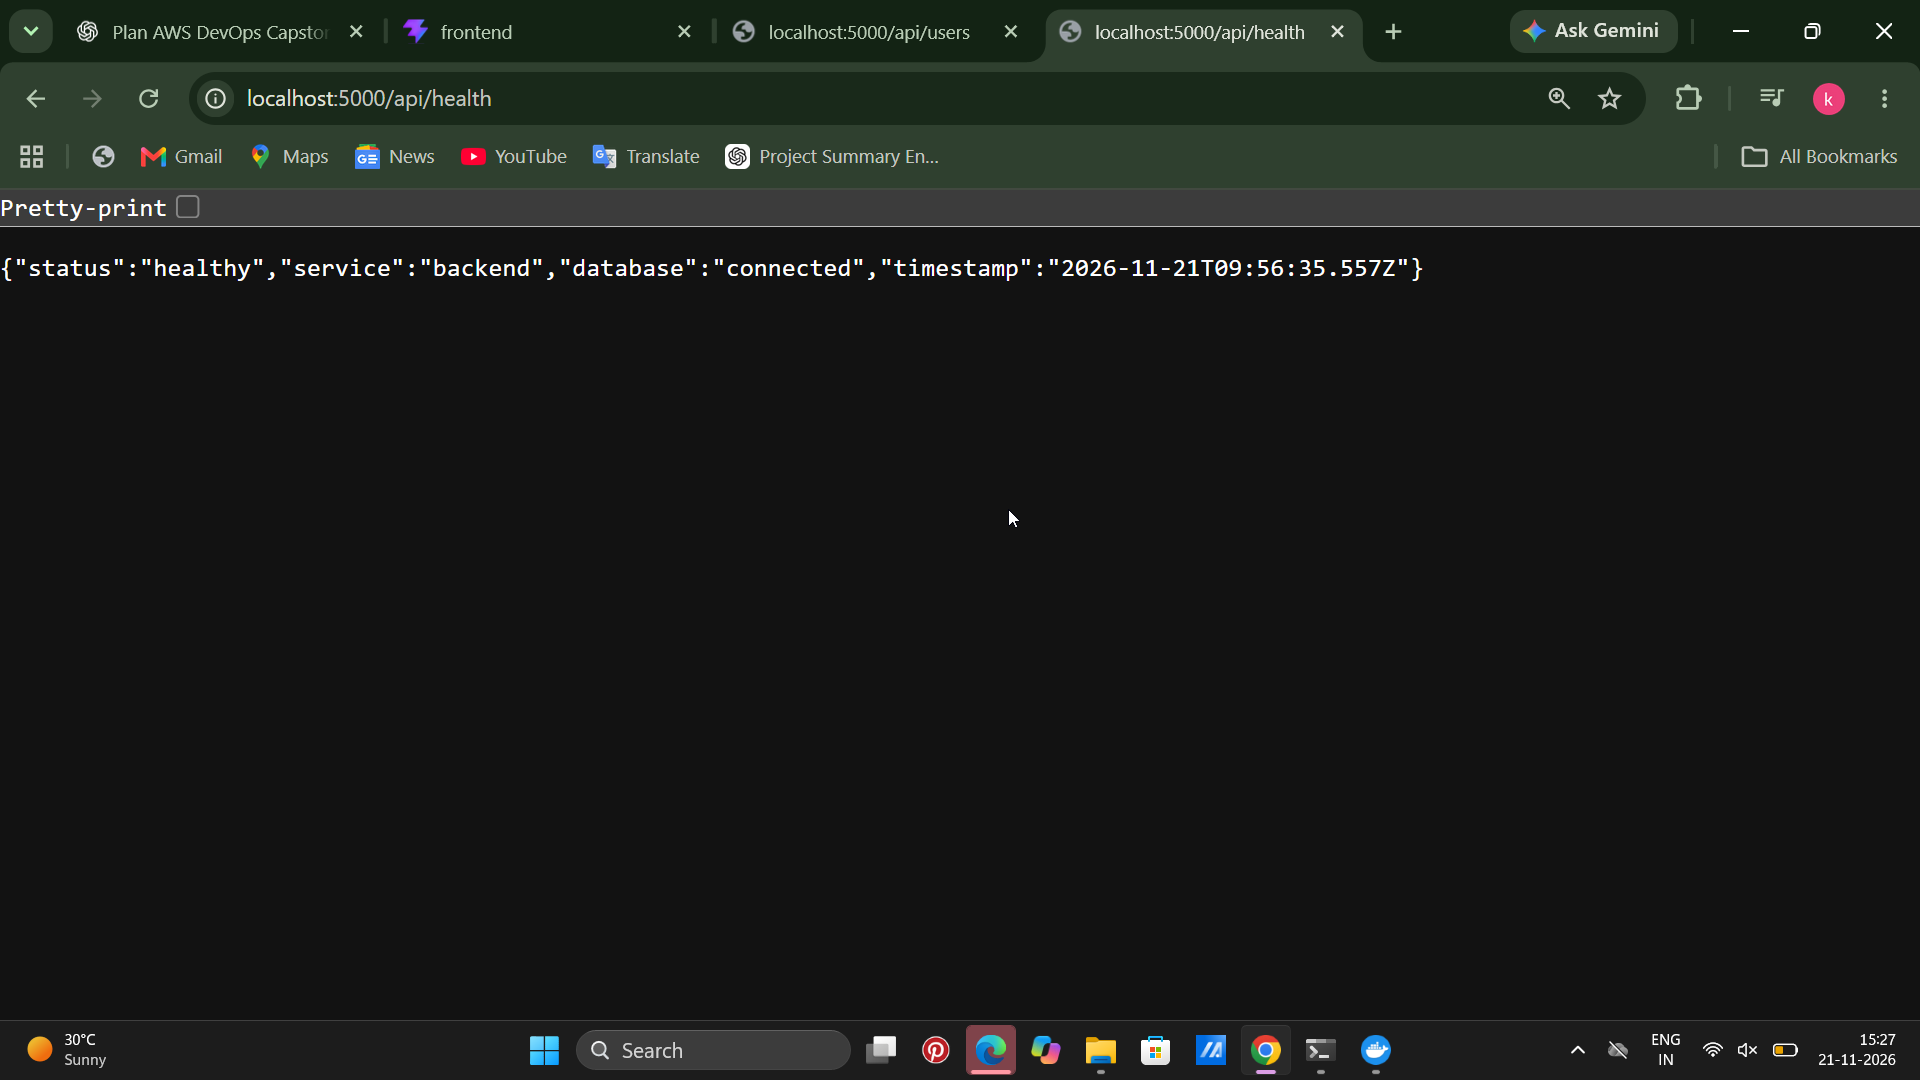 Plan AWS DevOps Capsto
frontend
localhost:5000/api/users
localhost:5000/api/health
Ask Gemini
localhost:5000/api/health
k
Gmail
Maps
News
YouTube
Translate
Project Summary En...
All Bookmarks
Pretty-print
{"status":"healthy","service":"backend","database":"connected","timestamp":"2026-11-21T09:56:35.557Z"}
30°C
Sunny
Search
ENG
IN
15:27
21-11-2026